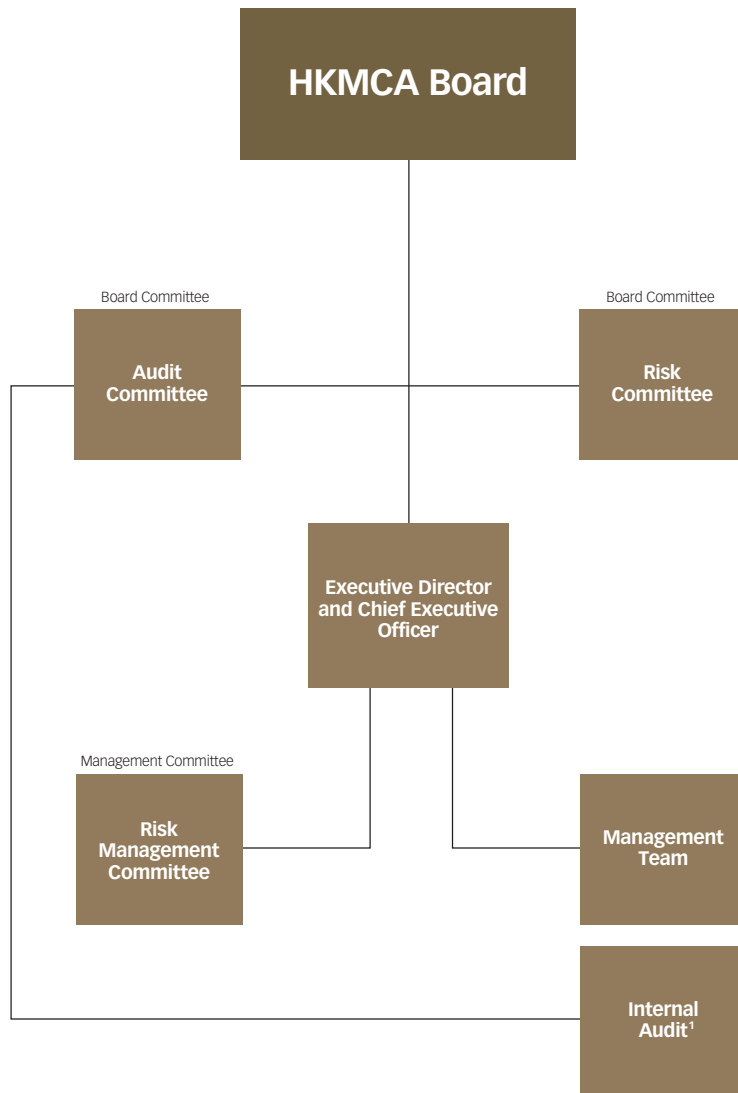 HKMCA Board
Board Committee
Audit
Committee
Board Committee
Risk
Committee
Executive Director
and Chief Executive
Officer
Management Committee
Risk
Management
Committee
Management
Team
Internal
Audit¹